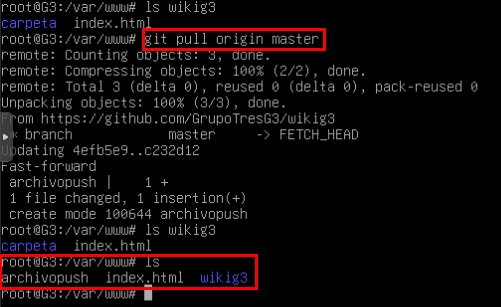 root@G3:/var/www# ls wikig3
carpeta  index.html
root@G3:/var/www# git pull origin master
remote: Counting objects: 3, done.
remote: Compressing objects: 100% (2/2), done.
remote: Total 3 (delta 0), reused 0 (delta 0), pack-reused 0
Unpacking objects: 100% (3/3), done.
From https://github.com/GrupoTresG3/wikig3
* branch            master     -> FETCH_HEAD
Updating 4efb5e9..c232d12
Fast-forward
archivopush |    1 +
1 file changed, 1 insertion(+)
create mode 100644 archivopush
root@G3:/var/www# ls wikig3
carpeta  index.html
root@G3:/var/www# ls
archivopush  index.html  wikig3
root@G3:/var/www#